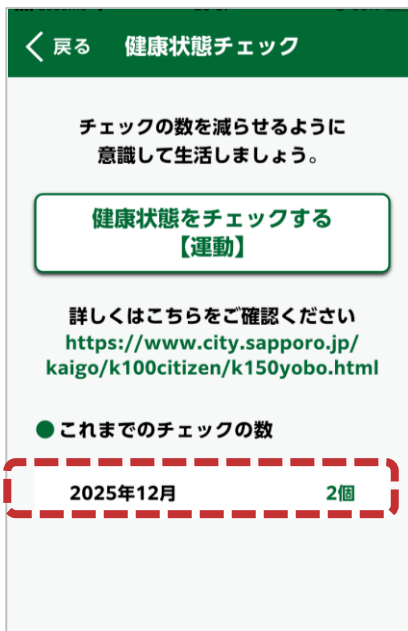 戻る 健康状態チェック
チェックの数を減らせるように
意識して生活しましょう。
健康状態をチェックする
【運動】
詳しくはこちらをご確認ください
https://www.city.sapporo.jp/
kaigo/k100citizen/k150yobo.html
●これまでのチェックの数
2025年12月 2個